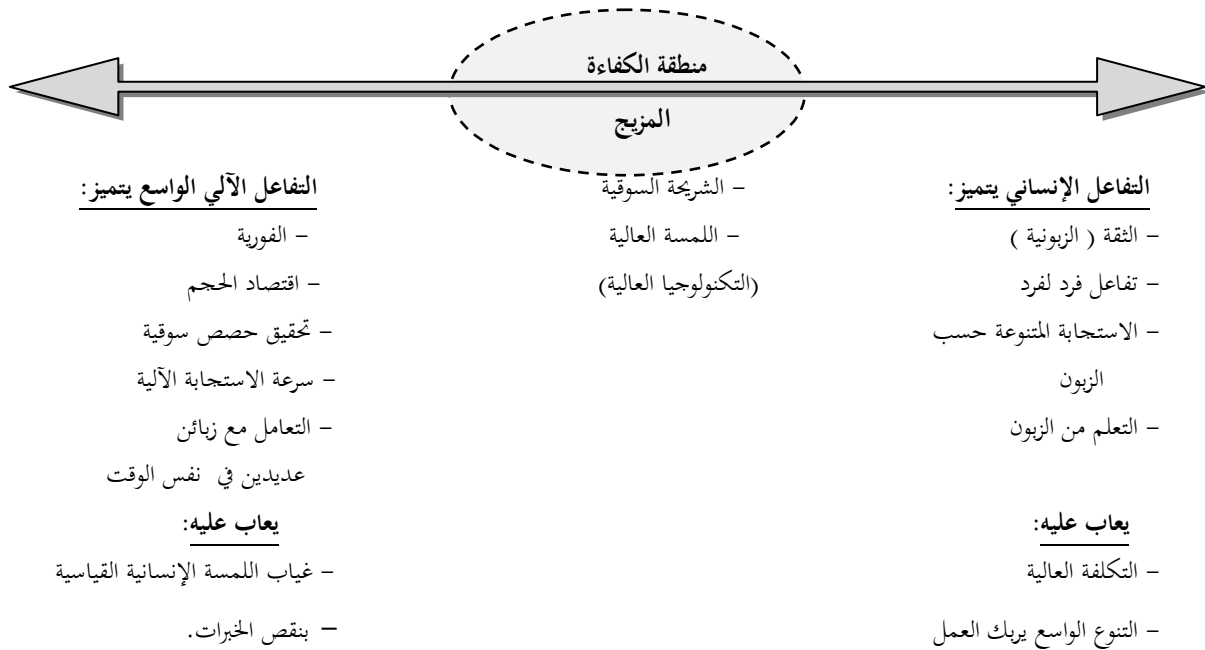 منطقة الكفاءة
المزيج
التفاعل الإنساني يتميز:
– الثقة ( الزبونية )
– تفاعل فرد لفرد
– الاستجابة المتنوعة حسب
الزبون
– التعلم من الزبون
يعاب عليه:
– التكلفة العالية
– التنوع الواسع يربك العمل
– الشريحة السوقية
– اللمسة العالية
(التكنولوجيا العالية)
التفاعل الآلي الواسع يتميز:
– الفورية
– اقتصاد الحجم
– تحقيق حصص سوقية
– سرعة الاستجابة الآلية
– التعامل مع زبائن
عديدين في نفس الوقت
يعاب عليه:
– غياب اللمسة الإنسانية القياسية
– بنقص الخبرات.